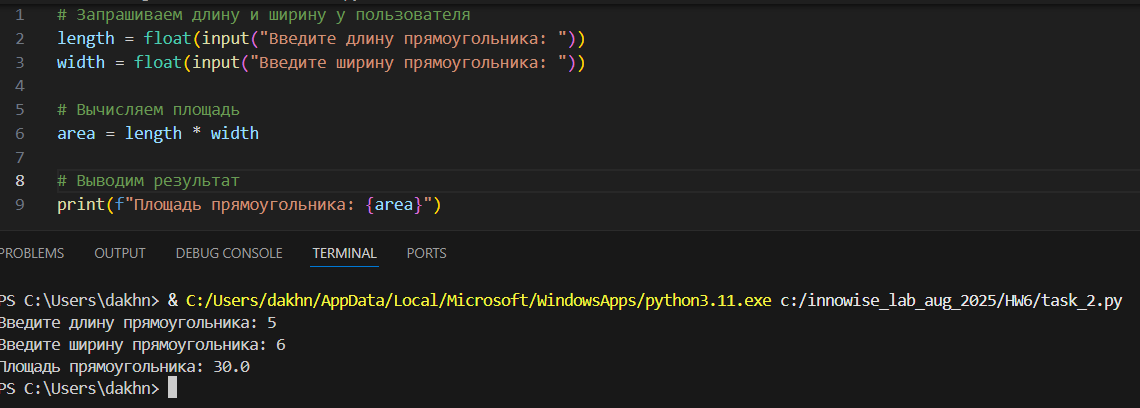 1 # Запрашиваем длину и ширину у пользователя
2 length = float(input("Введите длину прямоугольника: "))
3 width = float(input("Введите ширину прямоугольника: "))
4
5 # Вычисляем площадь
6 area = length * width
7
8 # Выводим результат
9 print(f"Площадь прямоугольника: {area}")
PROBLEMS OUTPUT DEBUG CONSOLE TERMINAL PORTS
PS C:\Users\dakhn> & C:/Users/dakhn/AppData/Local/Microsoft/WindowsApps/python3.11.exe c:/innowise_lab_aug_2025/HW6/task_2.py
Введите длину прямоугольника: 5
Введите ширину прямоугольника: 6
Площадь прямоугольника: 30.0
PS C:\Users\dakhn>